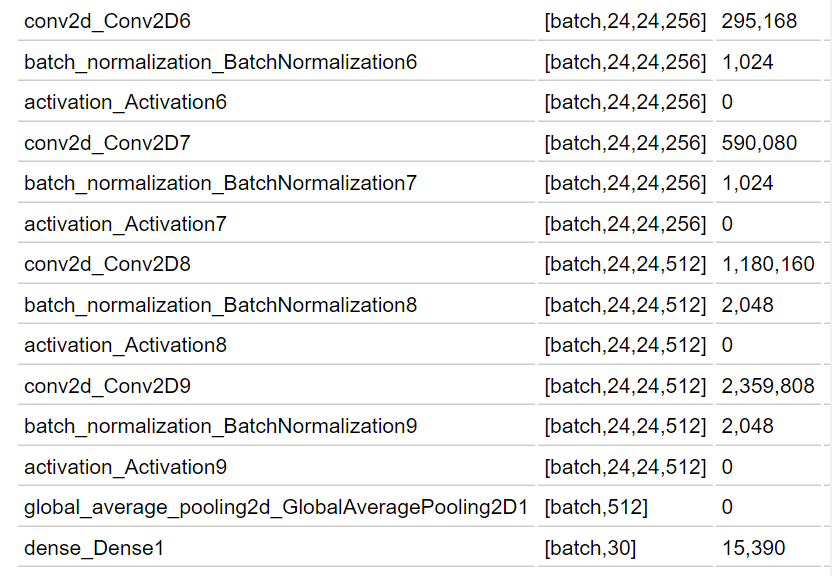 conv2d_Conv2D6 [batch,24,24,256] 295,168
batch_normalization_BatchNormalization6 [batch,24,24,256] 1,024
activation_Activation6 [batch,24,24,256] 0
conv2d_Conv2D7 [batch,24,24,256] 590,080
batch_normalization_BatchNormalization7 [batch,24,24,256] 1,024
activation_Activation7 [batch,24,24,256] 0
conv2d_Conv2D8 [batch,24,24,512] 1,180,160
batch_normalization_BatchNormalization8 [batch,24,24,512] 2,048
activation_Activation8 [batch,24,24,512] 0
conv2d_Conv2D9 [batch,24,24,512] 2,359,808
batch_normalization_BatchNormalization9 [batch,24,24,512] 2,048
activation_Activation9 [batch,24,24,512] 0
global_average_pooling2d_GlobalAveragePooling2D1 [batch,512] 0
dense_Dense1 [batch,30] 15,390